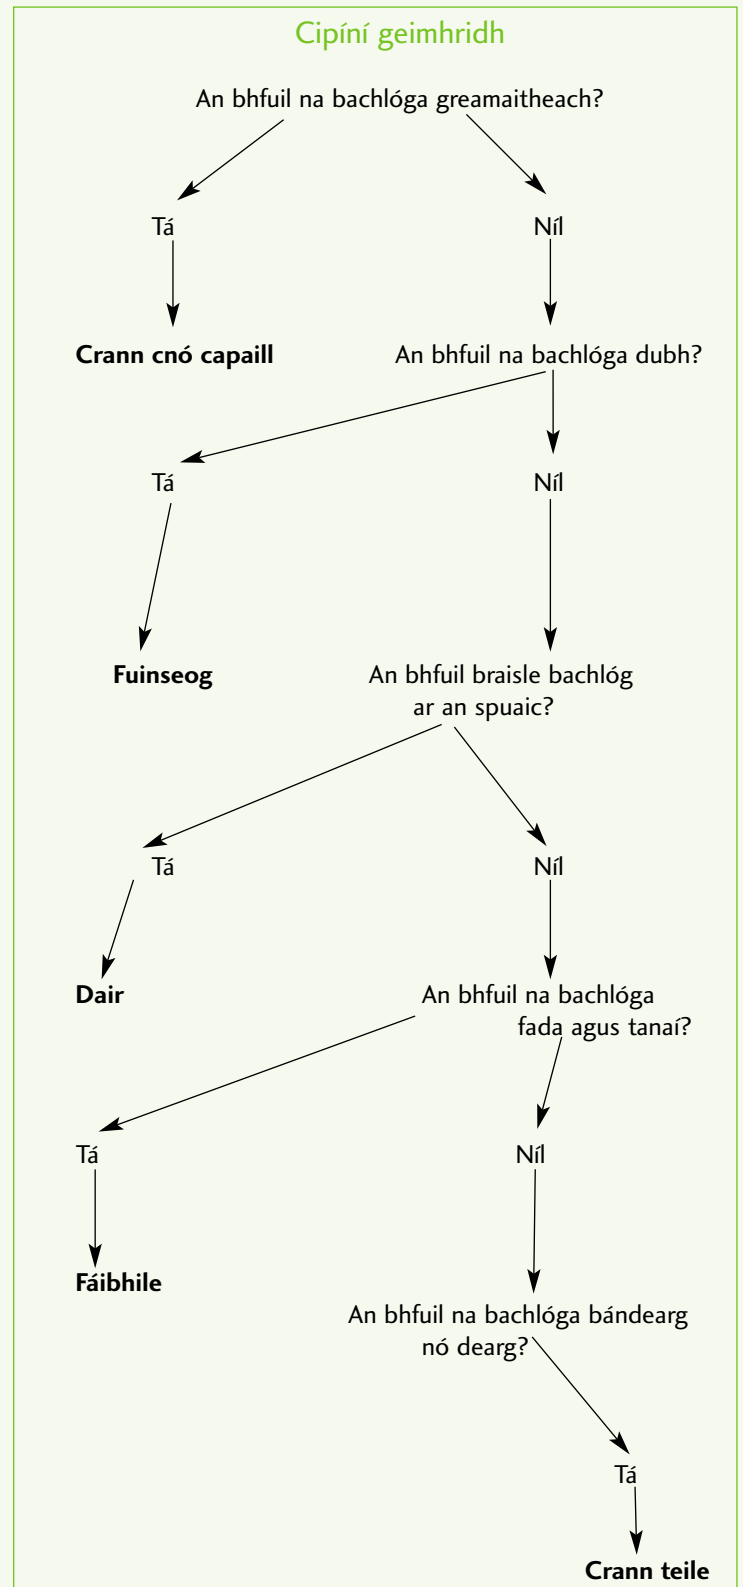 Cipíní geimhridh
An bhfuil na bachlóga greamaitheach?
Tá
Níl
Crann cnó capaill
An bhfuil na bachlóga dubh?
Tá
Níl
Fuinseog
An bhfuil braisle bachlóg
ar an spuaic?
Tá
Níl
Dair
An bhfuil na bachlóga
fada agus tanaí?
Tá
Níl
Fáibhile
An bhfuil na bachlóga bándearg
nó dearg?
Tá
Crann teile